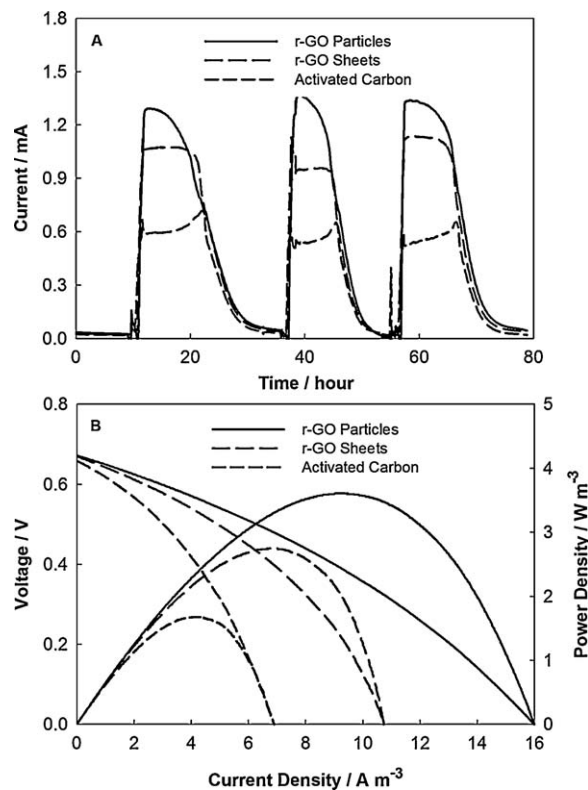 A
r-GO Particles
r-GO Sheets
Activated Carbon
1.8
1.5
1.2
0.9
0.6
0.3
0.0
Current / mA
0 20 40 60 80
Time / hour
B
r-GO Particles
r-GO Sheets
Activated Carbon
0.8
0.6
0.4
0.2
0.0
Voltage / V
5
4
3
2
1
0
Power Density / W m⁻³
0 2 4 6 8 10 12 14 16
Current Density / A m⁻³